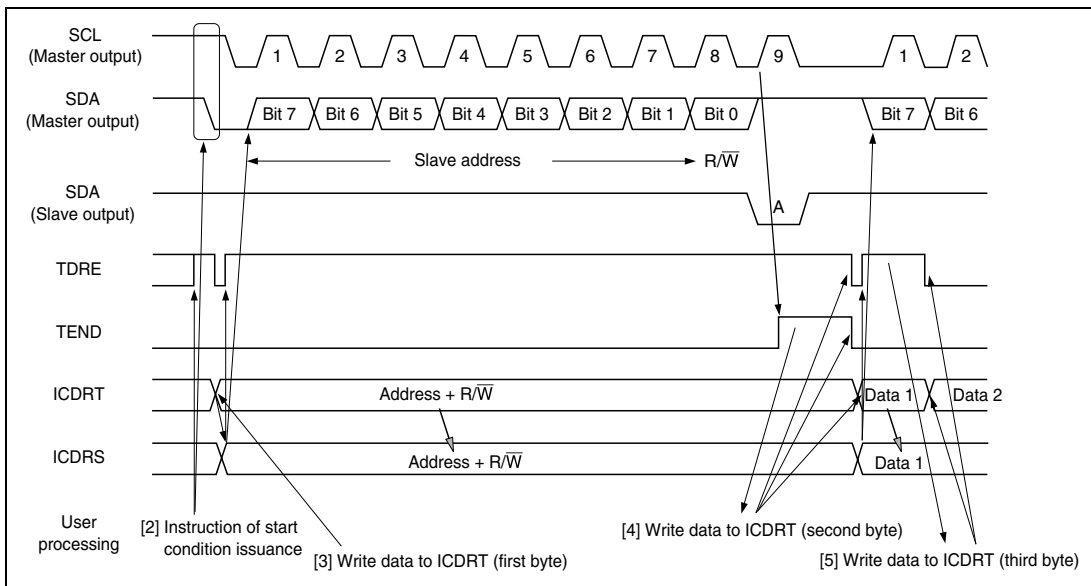 SCL
(Master output)
1 2 3 4 5 6 7 8 9 1 2
SDA
(Master output)
Bit 7 Bit 6 Bit 5 Bit 4 Bit 3 Bit 2 Bit 1 Bit 0 Bit 7 Bit 6
Slave address R/W̅
SDA
(Slave output)
A
TDRE
TEND
ICDRT
Address + R/W̅ Data 1 Data 2
ICDRS
Address + R/W̅ Data 1
User
processing
[2] Instruction of start
condition issuance
[3] Write data to ICDRT (first byte)
[4] Write data to ICDRT (second byte)
[5] Write data to ICDRT (third byte)